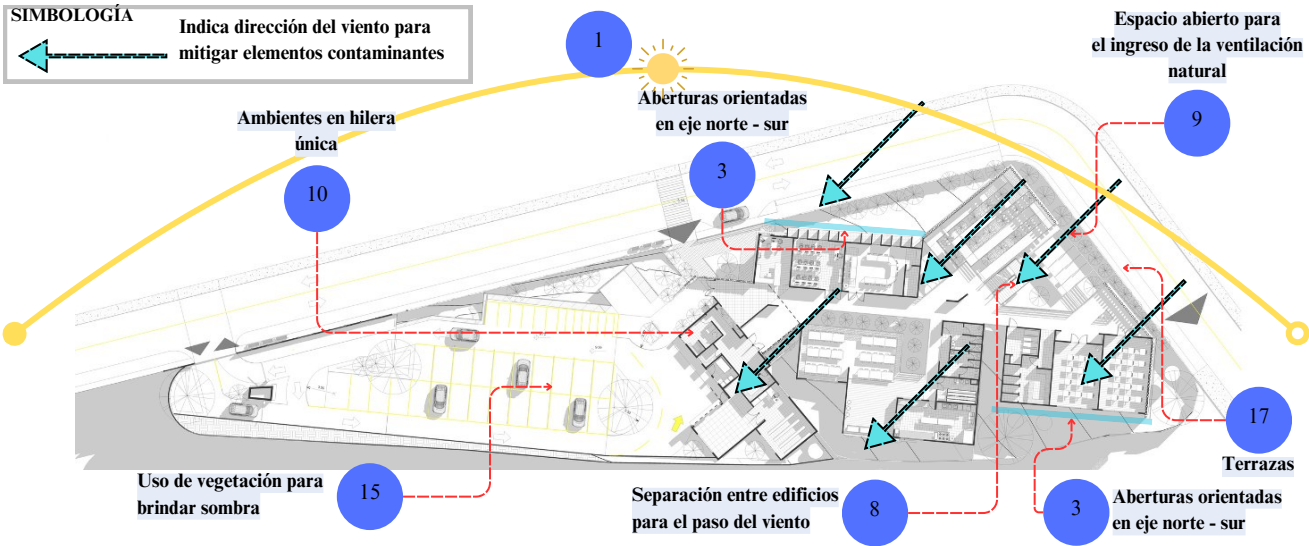 SIMBOLOGÍA
Indica dirección del viento para
mitigar elementos contaminantes
1
Espacio abierto para
el ingreso de la ventilación
natural
9
Aberturas orientadas
en eje norte - sur
3
Ambientes en hilera
única
10
17
Terrazas
Uso de vegetación para
brindar sombra
15
Separación entre edificios
para el paso del viento
8
3
Aberturas orientadas
en eje norte - sur